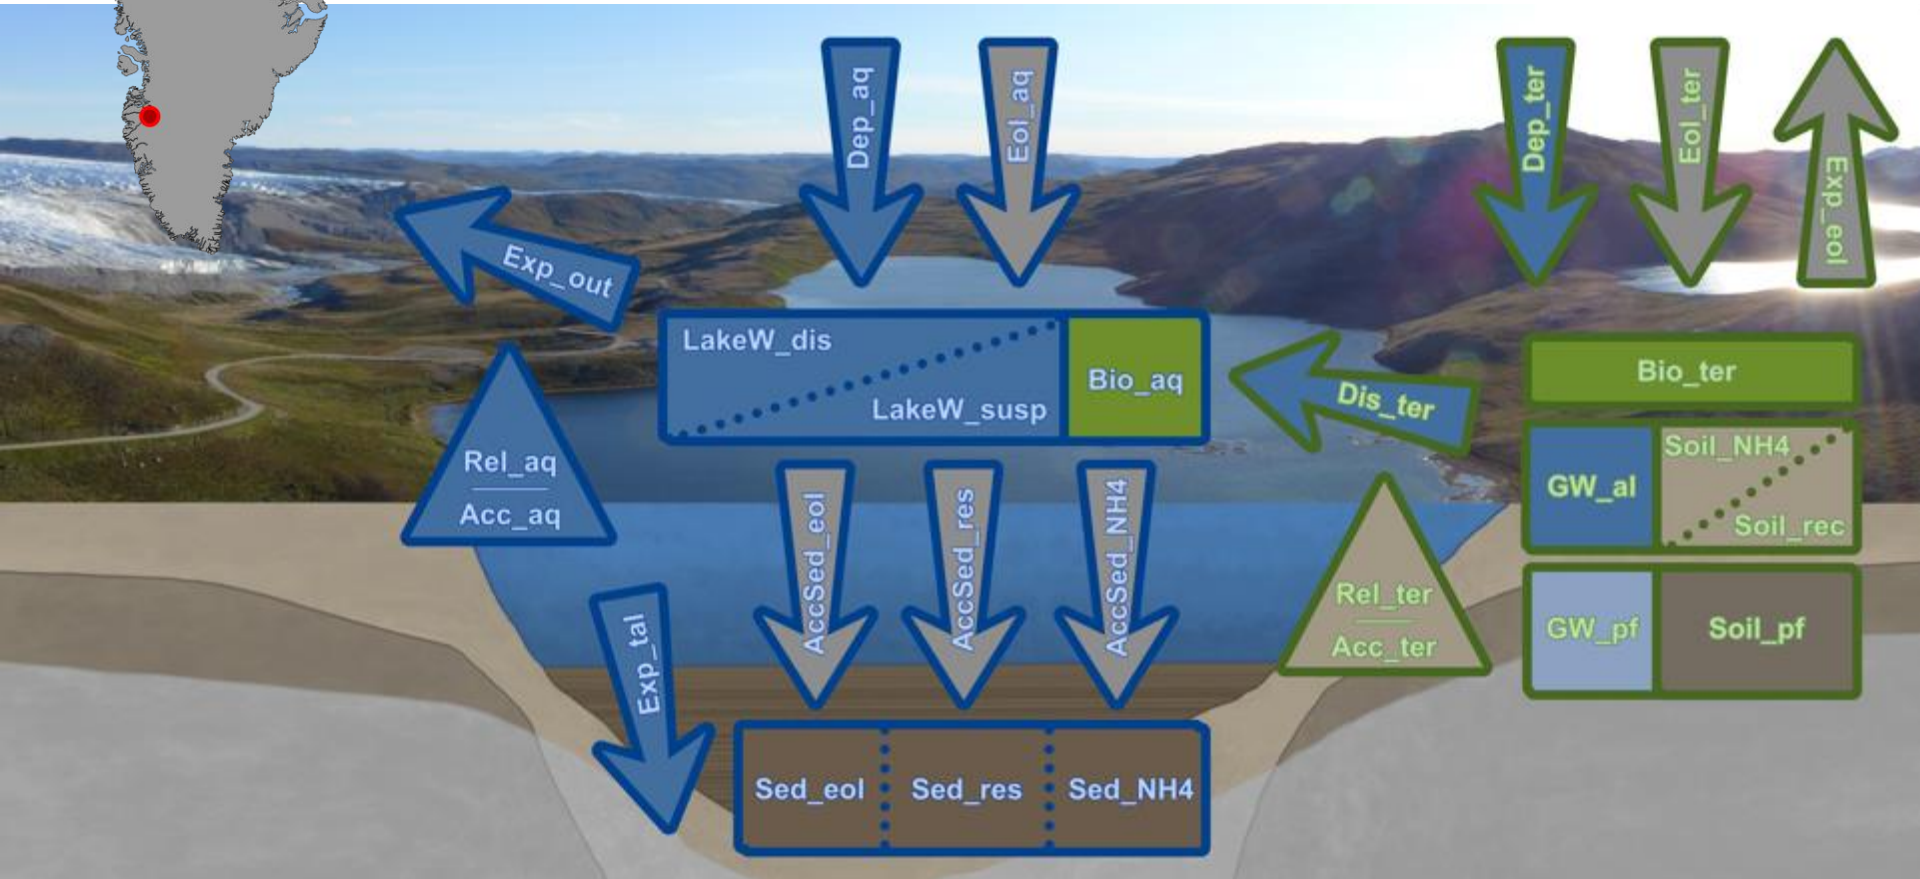 Dep_aq
Eol_aq
Dep_ter
Eol_ter
Exp_eol
Exp_out
LakeW_dis
LakeW_susp
Bio_aq
Dis_ter
Bio_ter
Rel_aq
Acc_aq
AccSed_eol
AccSed_res
AccSed_NH4
GW_al
Soil_NH4
Soil_rec
Rel_ter
Acc_ter
GW_pf
Soil_pf
Exp_tal
Sed_eol
Sed_res
Sed_NH4